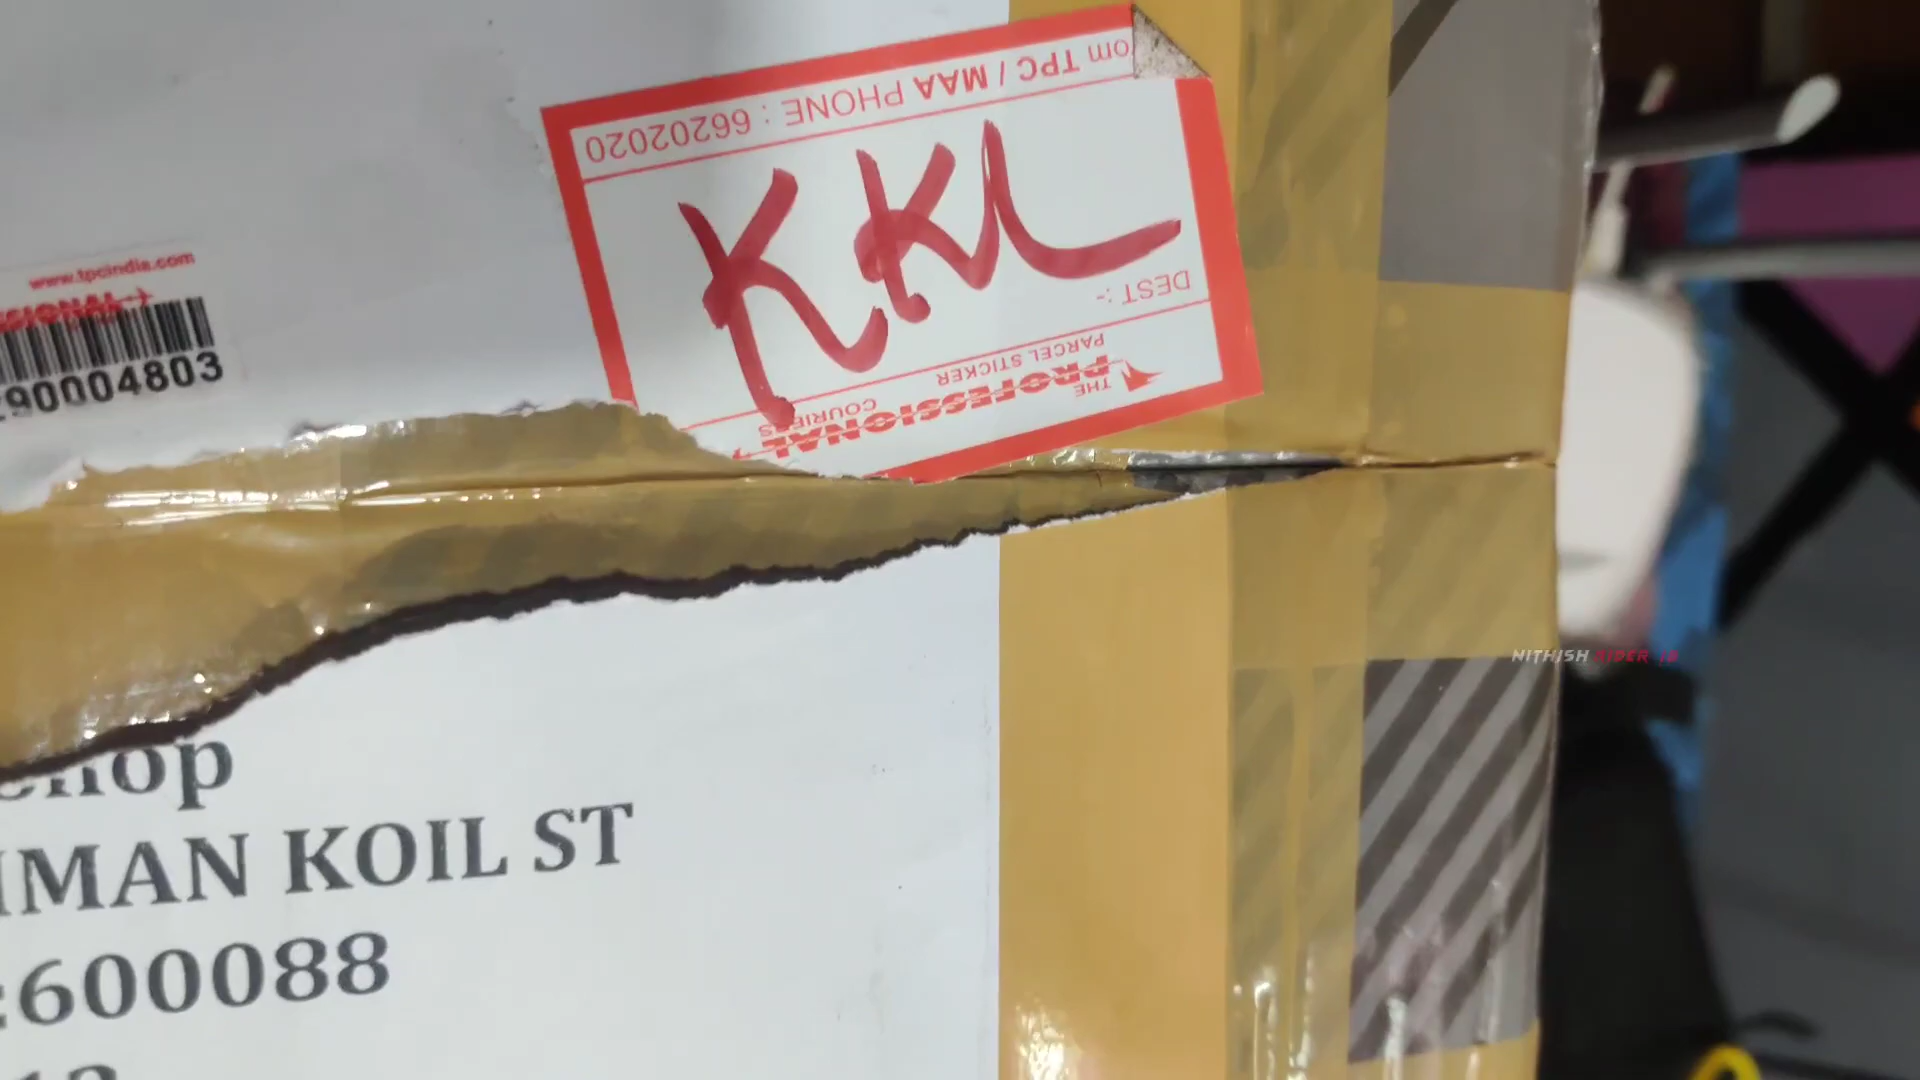 om TPC / MAA PHONE : 66202020
KKL
DEST :-
PARCEL STICKER
THE PROFESSIONAL
COURIERS
www.tpcindia.com
90004803
hop
MAN KOIL ST
:600088
NITHISH RIDER